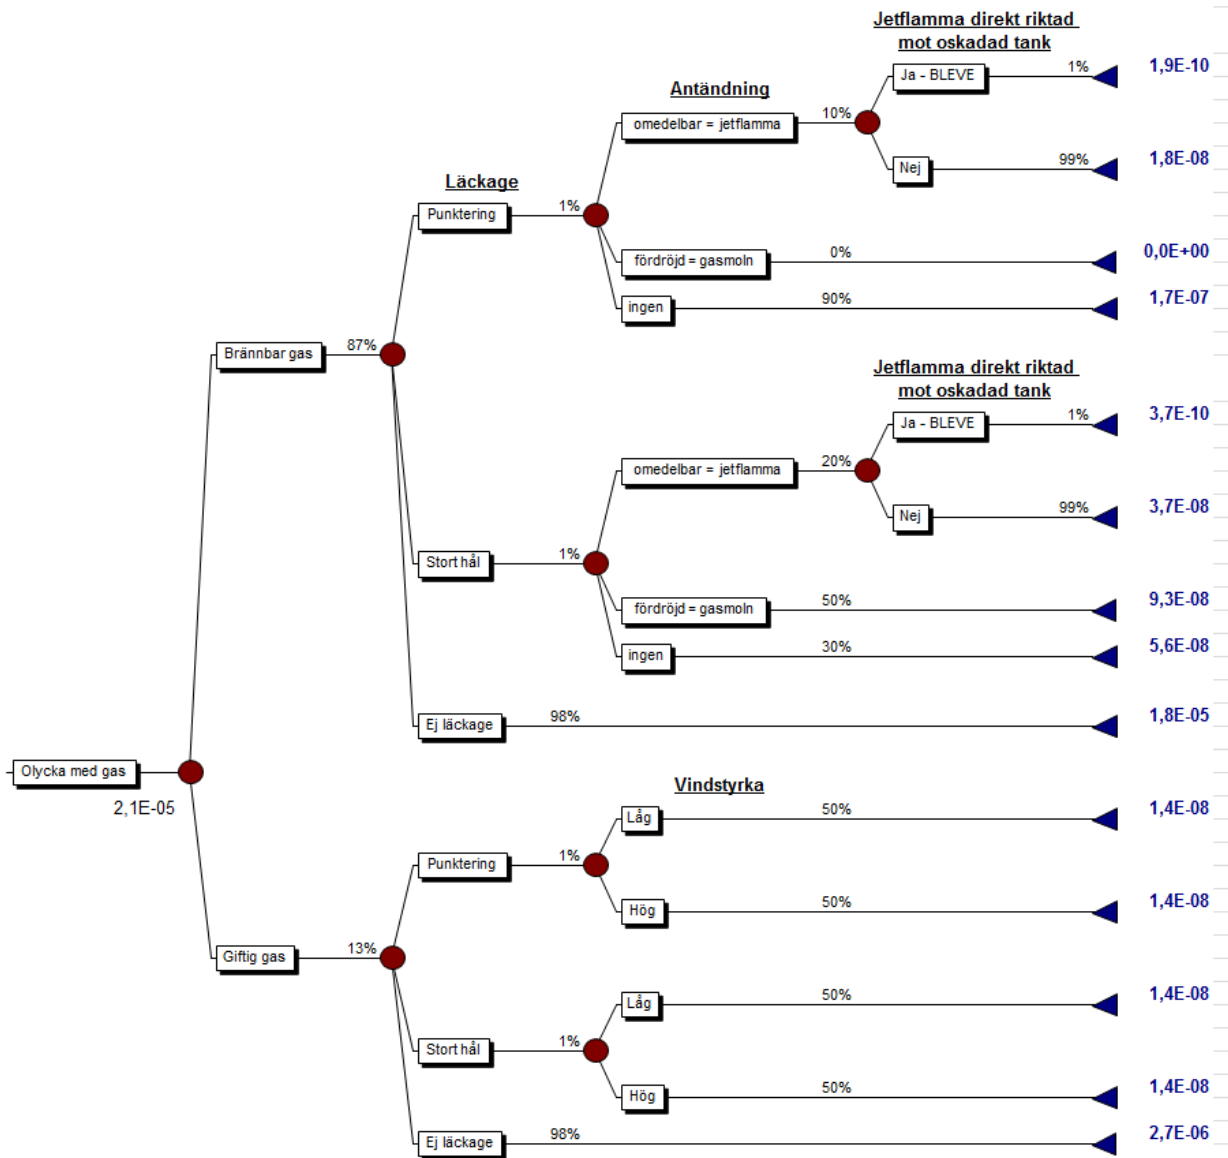 Jetflamma direkt riktad
mot oskadad tank
Ja - BLEVE 1% 1,9E-10
Antändning
omedelbar = jetflamma 10%
Nej 99% 1,8E-08
Läckage
Punktering 1%
fördröjd = gasmoln 0% 0,0E+00
ingen 90% 1,7E-07
Brännbar gas 87%
Jetflamma direkt riktad
mot oskadad tank
Ja - BLEVE 1% 3,7E-10
omedelbar = jetflamma 20%
Nej 99% 3,7E-08
Stort hål 1%
fördröjd = gasmoln 50% 9,3E-08
ingen 30% 5,6E-08
Ej läckage 98% 1,8E-05
Olycka med gas
2,1E-05
Vindstyrka
Låg 50% 1,4E-08
Punktering 1%
Hög 50% 1,4E-08
Giftig gas 13%
Låg 50% 1,4E-08
Stort hål 1%
Hög 50% 1,4E-08
Ej läckage 98% 2,7E-06